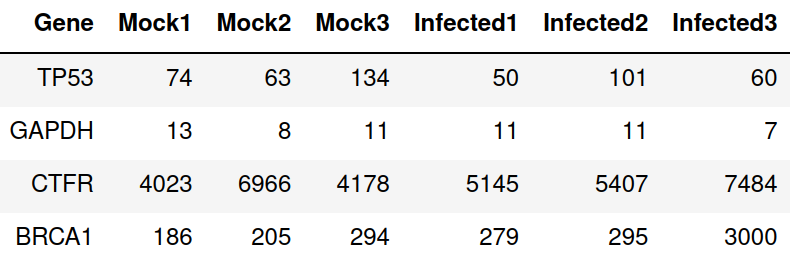 Gene Mock1 Mock2 Mock3 Infected1 Infected2 Infected3
TP53 74 63 134 50 101 60
GAPDH 13 8 11 11 11 7
CTFR 4023 6966 4178 5145 5407 7484
BRCA1 186 205 294 279 295 3000